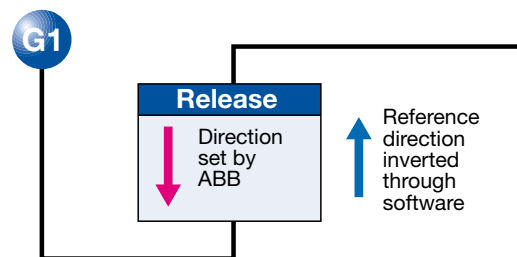 G1
Release
Direction
set by
ABB
Reference
direction
inverted
through
software